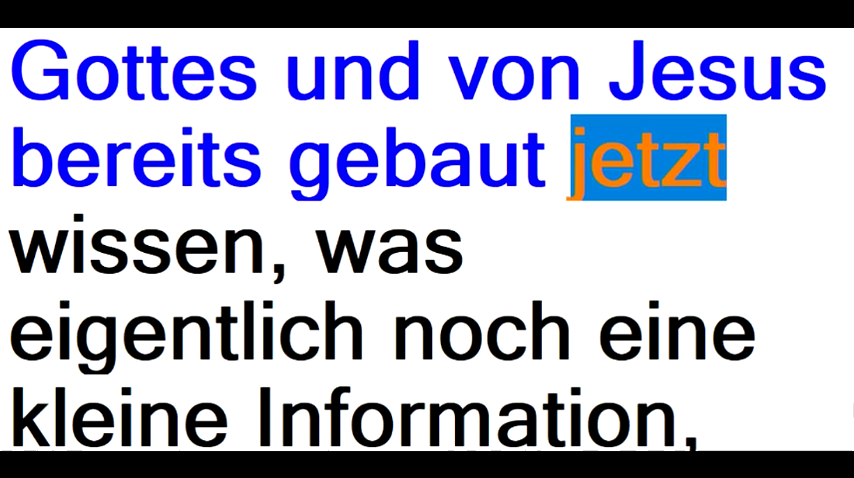 Gottes und von Jesus
bereits gebaut jetzt
wissen, was
eigentlich noch eine
kleine Information,